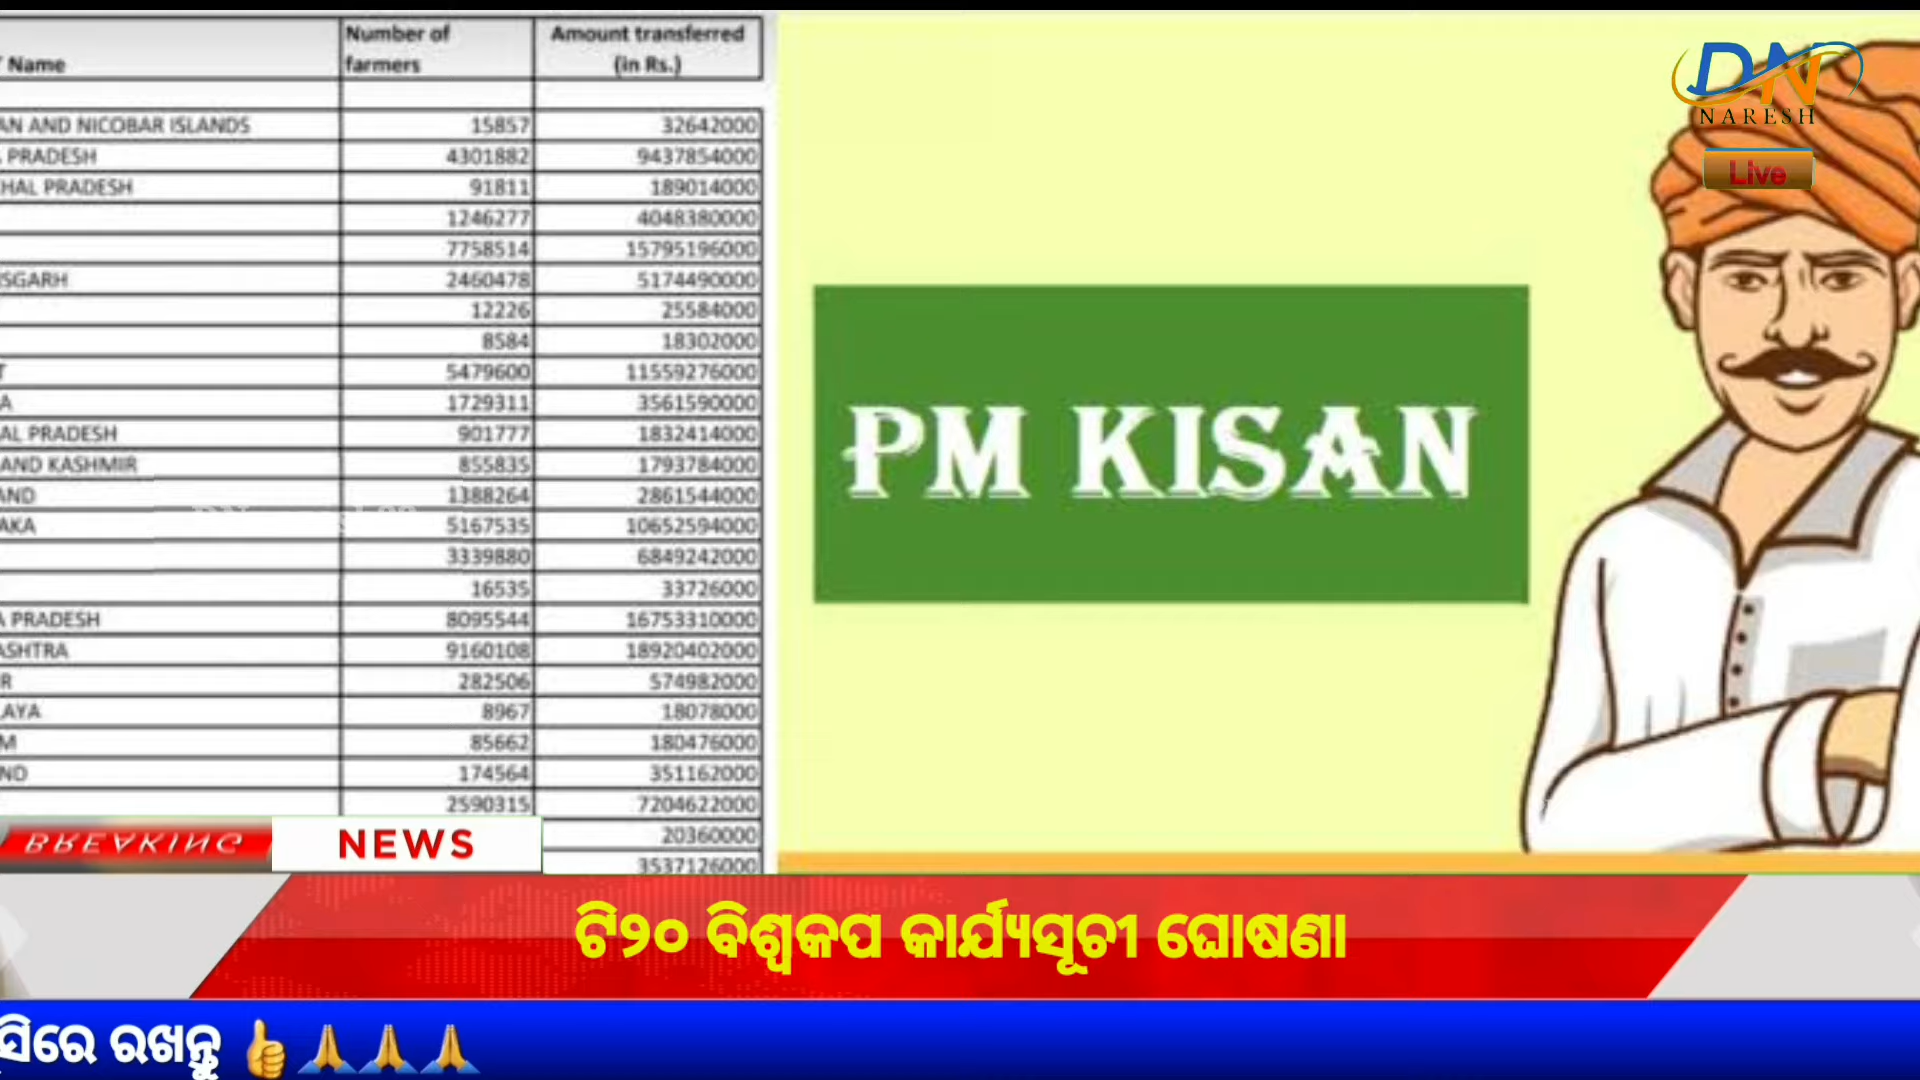 Number of
farmers
Amount transferred
(in Rs.)
Name
AN AND NICOBAR ISLANDS 15857 32642000
PRADESH 4301882 9437854000
HAL PRADESH 91811 189014000
1246277 4048380000
7758514 15795196000
SGARH 2460478 5174490000
12226 25584000
8584 18302000
T 5479600 11559276000
A 1729311 3561590000
AL PRADESH 901777 1832414000
AND KASHMIR 855835 1793784000
AND 1388264 2861544000
AKA 5167535 10652594000
3339880 6849242000
16535 33726000
A PRADESH 8095544 16753310000
ASHTRA 9160108 18920402000
R 282506 574982000
LAYA 8967 18078000
M 85662 180476000
ND 174564 351162000
2590315 7204622000
20360000
3537126000
PM KISAN
DN
NARESH
Live
BREAKING NEWS
ଟି୨୦ ବିଶ୍ୱକପ କାର୍ଯ୍ୟସୂଚୀ ଘୋଷଣା
ସିରେ ରଖନ୍ତୁ 👍🙏🙏🙏